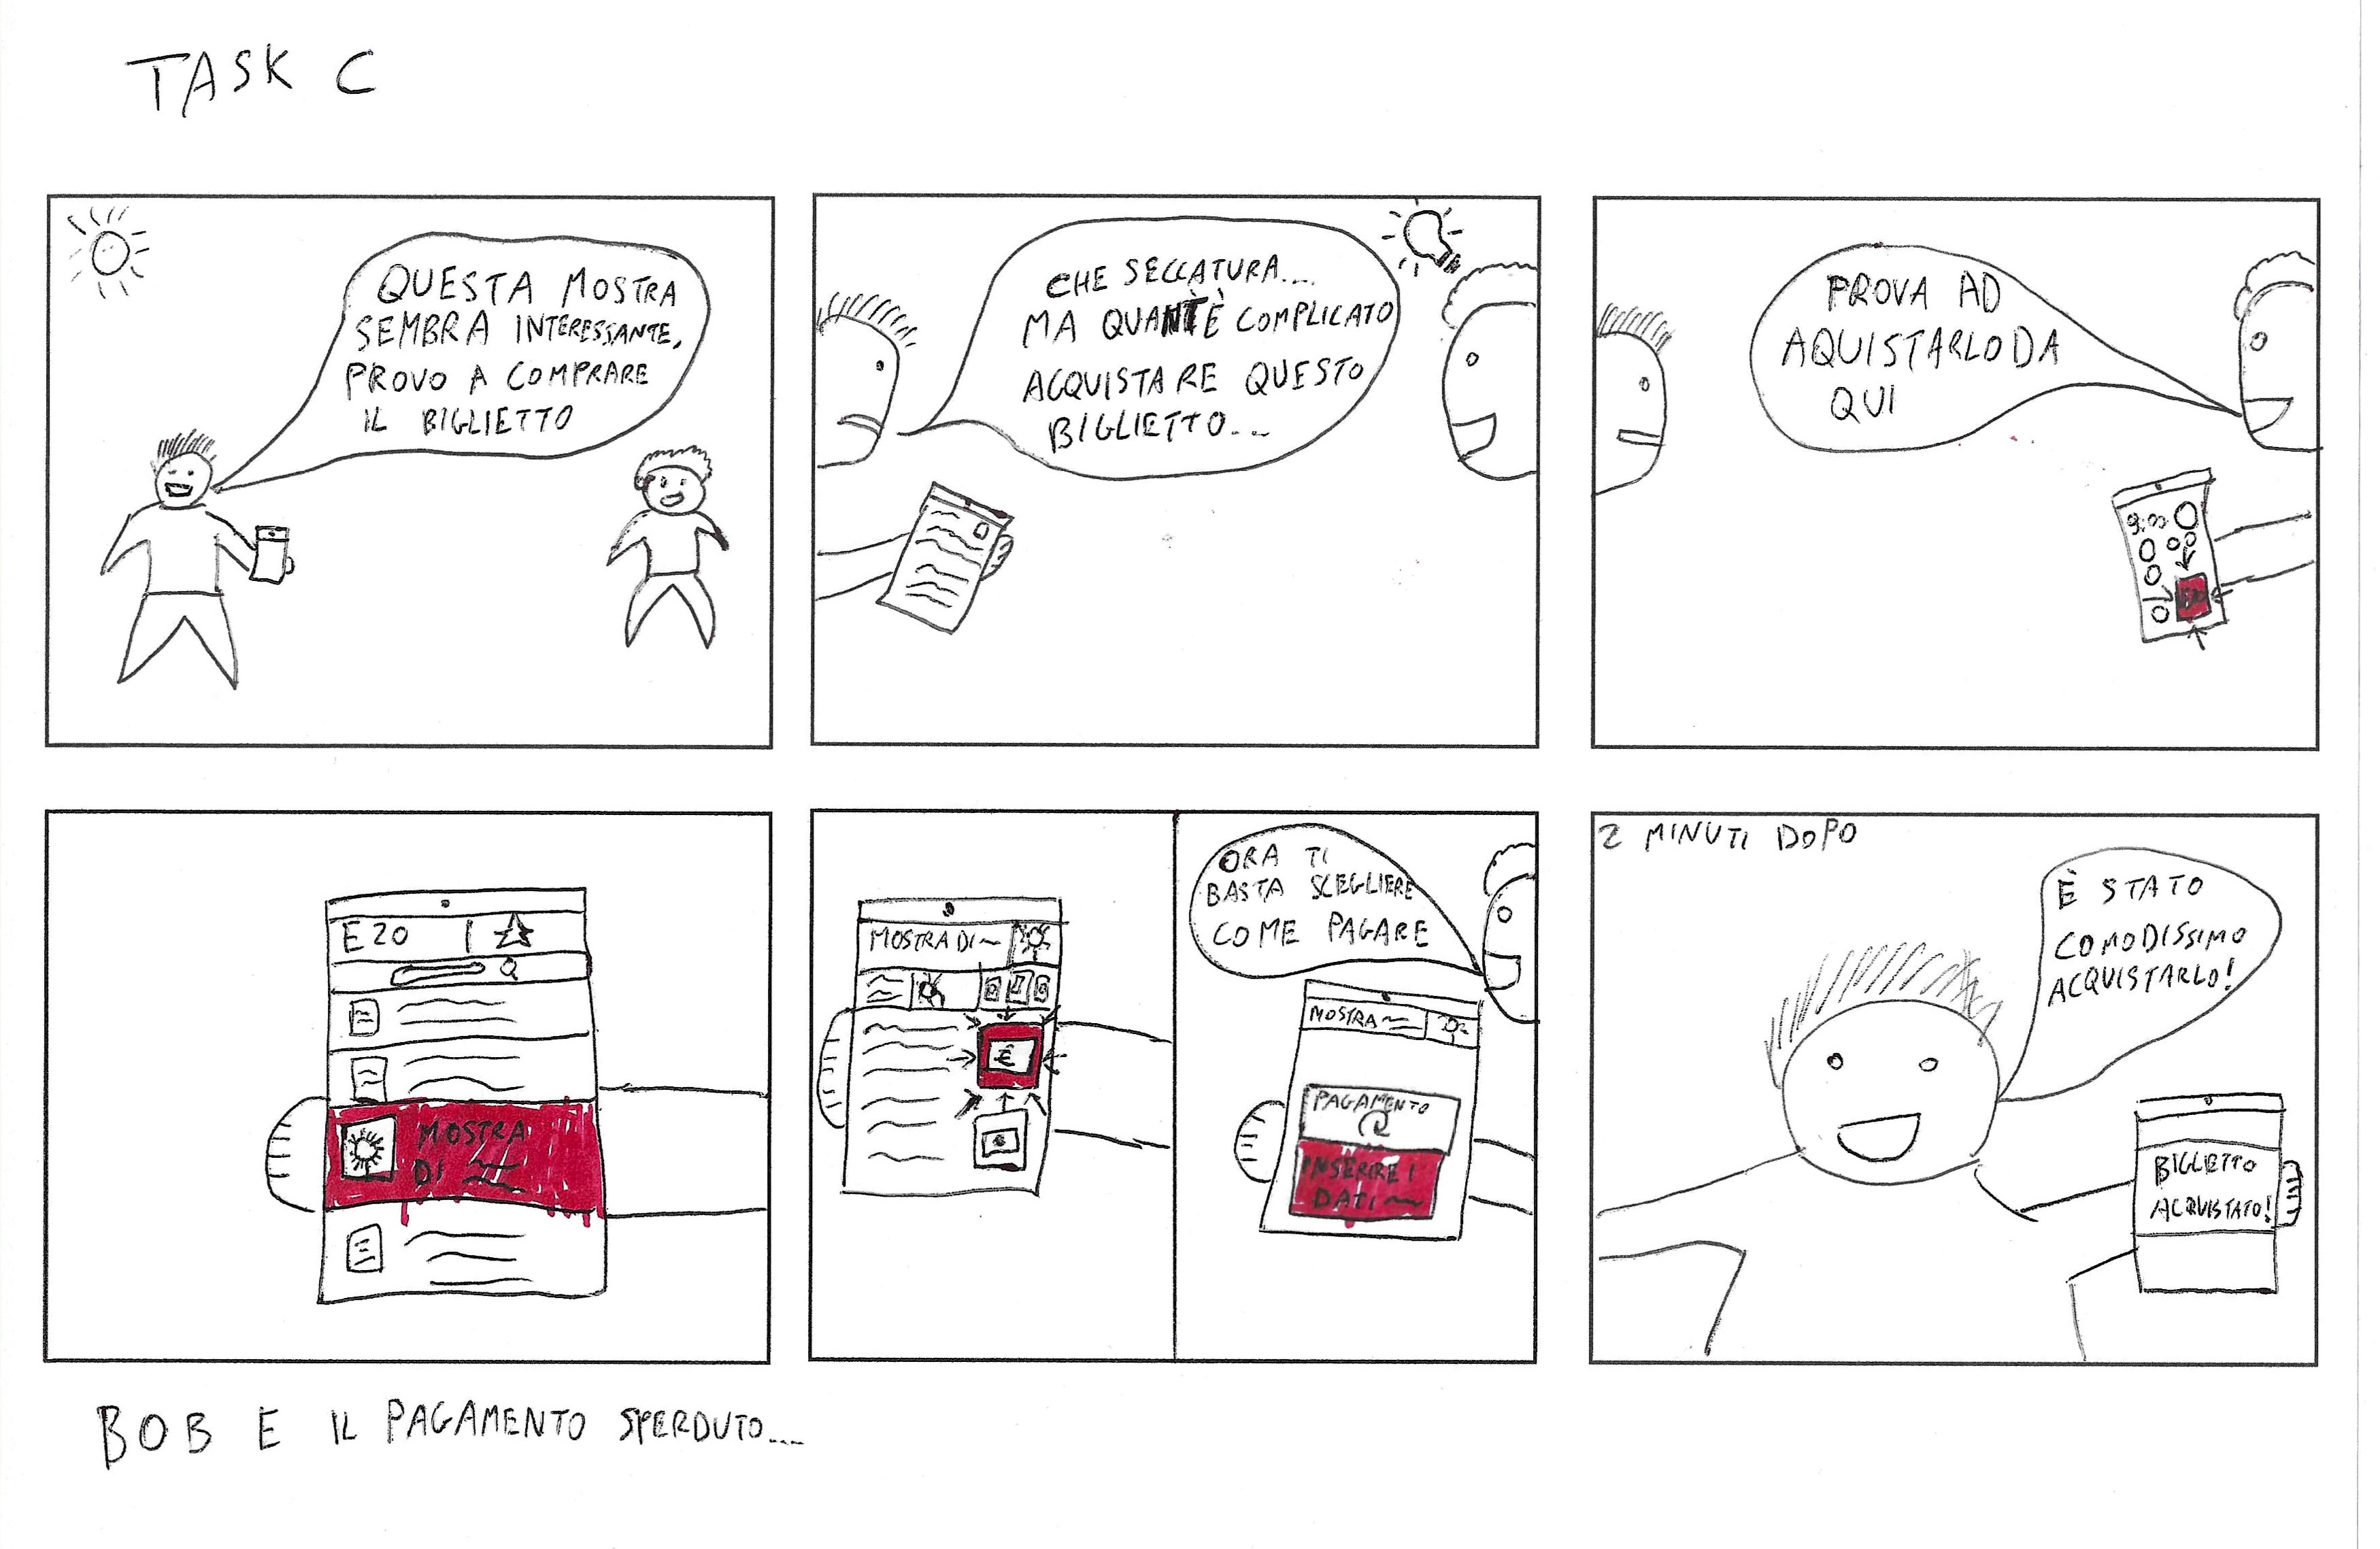 TASK C
QUESTA MOSTRA
SEMBRA INTERESSANTE,
PROVO A COMPRARE
IL BIGLIETTO
CHE SECCATURA...
MA QUANT'È COMPLICATO
ACQUISTARE QUESTO
BIGLIETTO...
PROVA AD
AQUISTARLO DA
QUI
9:00
E20
MOSTRA
DI
MOSTRA DI
€
ORA TI
BASTA SCEGLIERE
COME PAGARE
MOSTRA
PAGAMENTO
INSERIRE I
DATI
2 MINUTI DOPO
È STATO
COMODISSIMO
ACQUISTARLO!
BIGLIETTO
ACQUISTATO!
BOB E IL PAGAMENTO SPERDUTO...